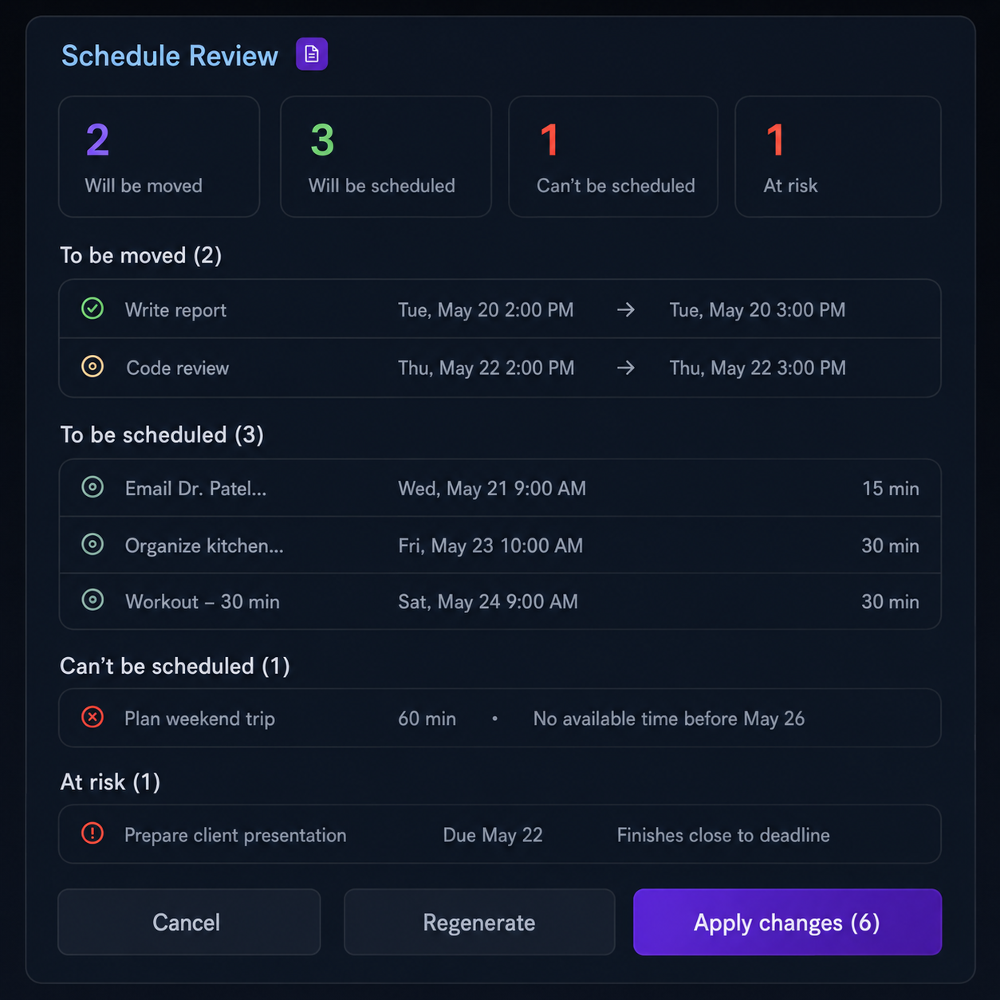 Schedule Review
2
Will be moved
3
Will be scheduled
1
Can’t be scheduled
1
At risk
To be moved (2)
Write report Tue, May 20 2:00 PM → Tue, May 20 3:00 PM
Code review Thu, May 22 2:00 PM → Thu, May 22 3:00 PM
To be scheduled (3)
Email Dr. Patel... Wed, May 21 9:00 AM 15 min
Organize kitchen... Fri, May 23 10:00 AM 30 min
Workout – 30 min Sat, May 24 9:00 AM 30 min
Can’t be scheduled (1)
Plan weekend trip 60 min • No available time before May 26
At risk (1)
Prepare client presentation Due May 22 Finishes close to deadline
Cancel Regenerate Apply changes (6)